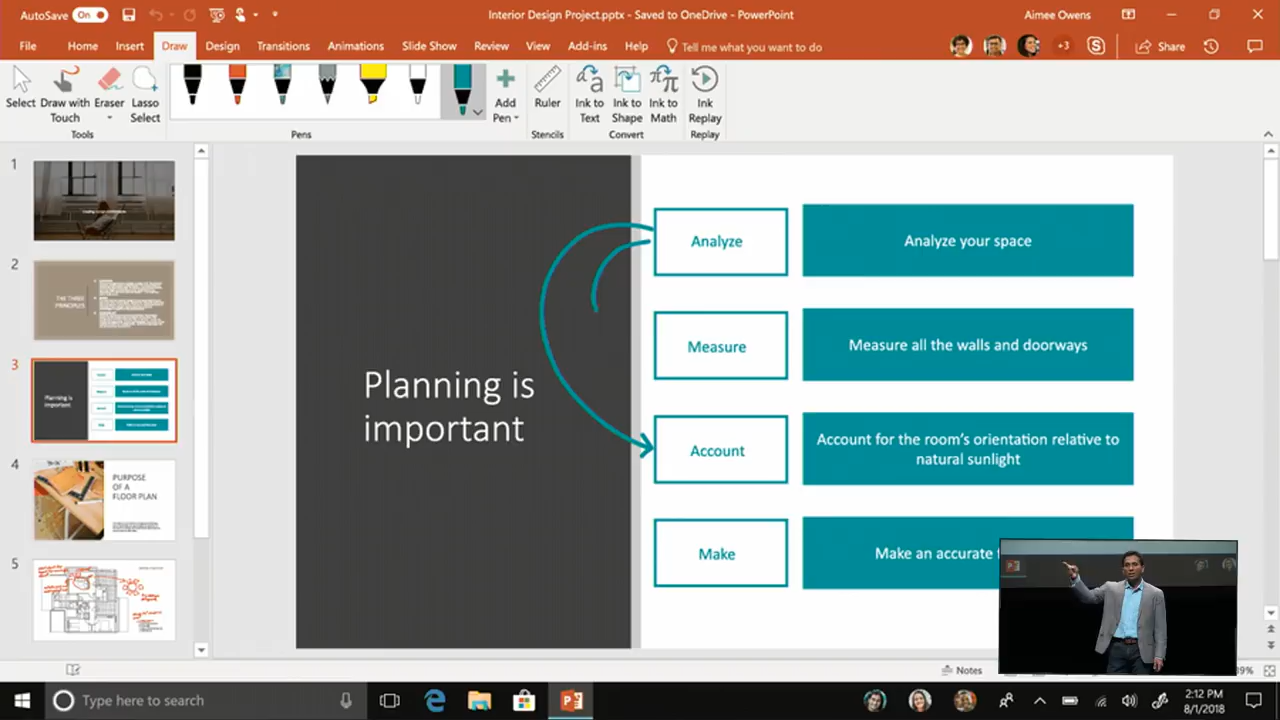 AutoSave On
Interior Design Project.pptx - Saved to OneDrive - PowerPoint
Aimee Owens
File Home Insert Draw Design Transitions Animations Slide Show Review View Add-ins Help Tell me what you want to do
+3
Share
Select
Draw with Touch
Eraser
Lasso Select
Tools
Pens
Add Pen
Ruler
Stencils
Ink to Text
Ink to Shape
Ink to Math
Convert
Ink Replay
Replay
1
2
THE THREE
PRINCIPLES
3
Planning is
important
4
PURPOSE
OF A
FLOOR PLAN
5
Planning is
important
Analyze
Analyze your space
Measure
Measure all the walls and doorways
Account
Account for the room's orientation relative to
natural sunlight
Make
Make an accurate
Notes
Type here to search
2:12 PM
8/1/2018